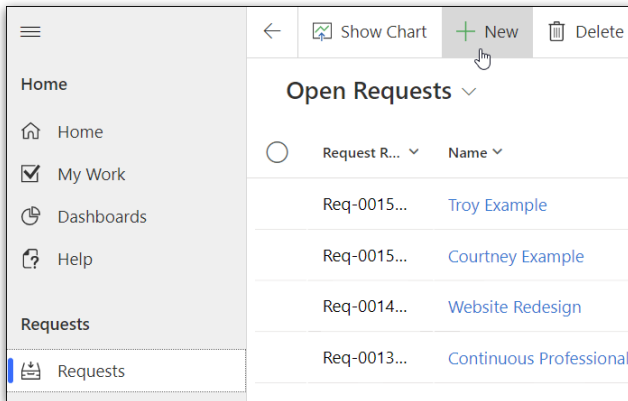 Show Chart
New
Delete
Home
Open Requests
Home
Request R...
Name
My Work
Req-0015...
Troy Example
Dashboards
Req-0015...
Courtney Example
Help
Req-0014...
Website Redesign
Requests
Req-0013...
Continuous Professional
Requests